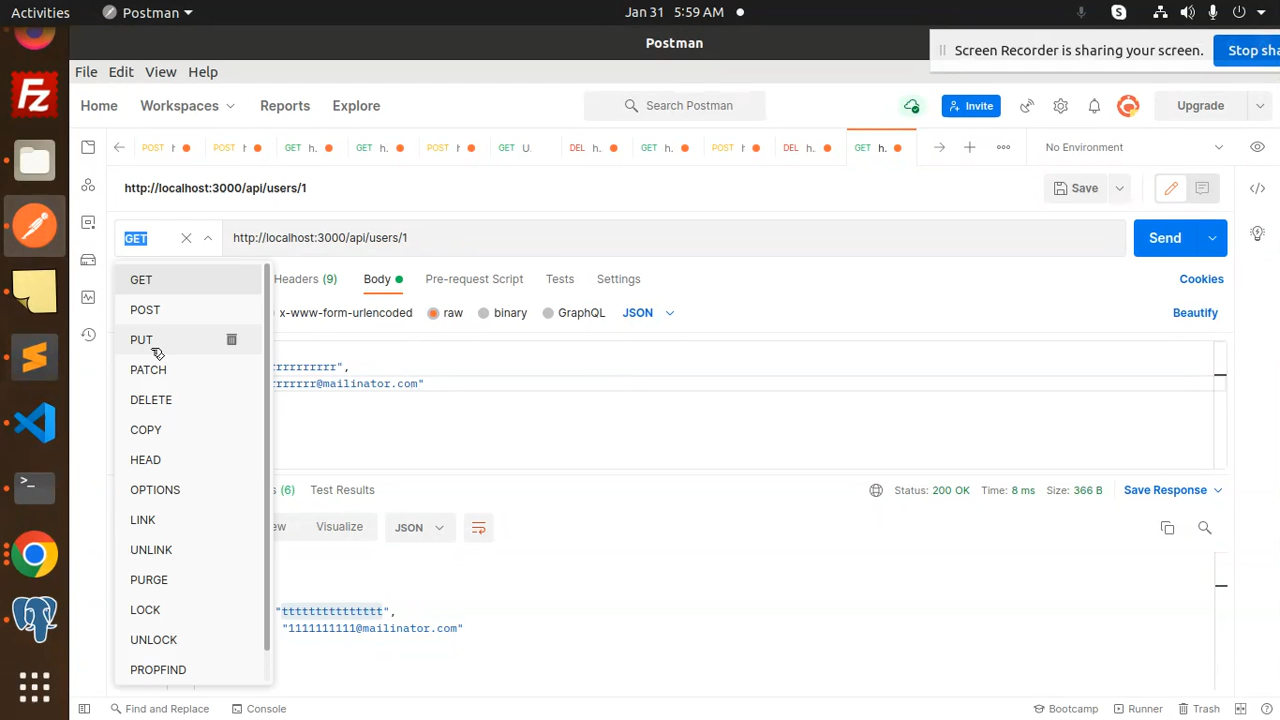 Activities
Postman
Jan 31 5:59 AM
Postman
Screen Recorder is sharing your screen.
Stop sha
File Edit View Help
Home Workspaces Reports Explore
Search Postman
Invite
Upgrade
POST h
POST h
GET h.
GET h.
POST h
GET U.
DEL h.
GET h.
POST h
DEL h.
GET h.
No Environment
http://localhost:3000/api/users/1
Save
GET
http://localhost:3000/api/users/1
Send
GET
POST
PUT
PATCH
DELETE
COPY
HEAD
OPTIONS
LINK
UNLINK
PURGE
LOCK
UNLOCK
PROPFIND
Headers (9) Body Pre-request Script Tests Settings
Cookies
x-www-form-urlencoded raw binary GraphQL JSON
Beautify
rrrrrrrrrr",
rrrrrrr@mailinator.com"
(6) Test Results
Status: 200 OK Time: 8 ms Size: 366 B Save Response
ew Visualize JSON
"ttttttttttttttt",
"1111111111@mailinator.com"
Find and Replace Console
Bootcamp Runner Trash